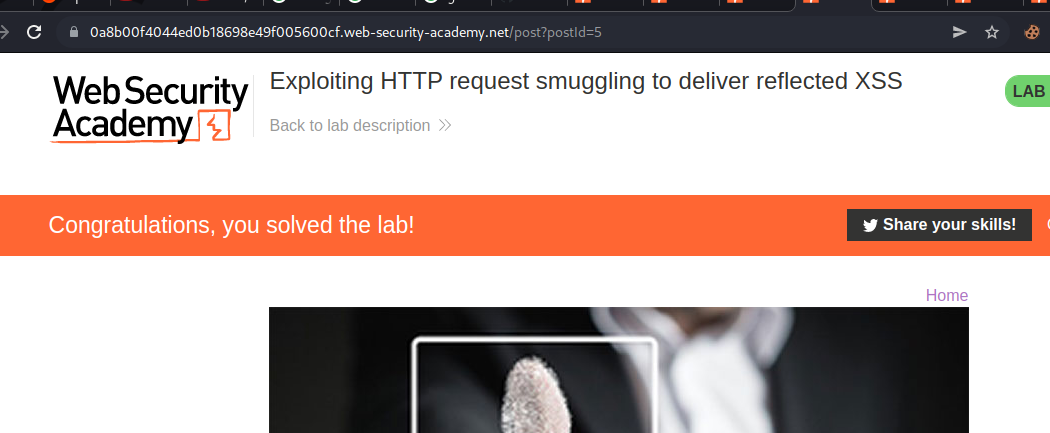 0a8b00f4044ed0b18698e49f005600cf.web-security-academy.net/post?postId=5
Web Security
Academy
Exploiting HTTP request smuggling to deliver reflected XSS
Back to lab description
LAB
Congratulations, you solved the lab!
Share your skills!
Home